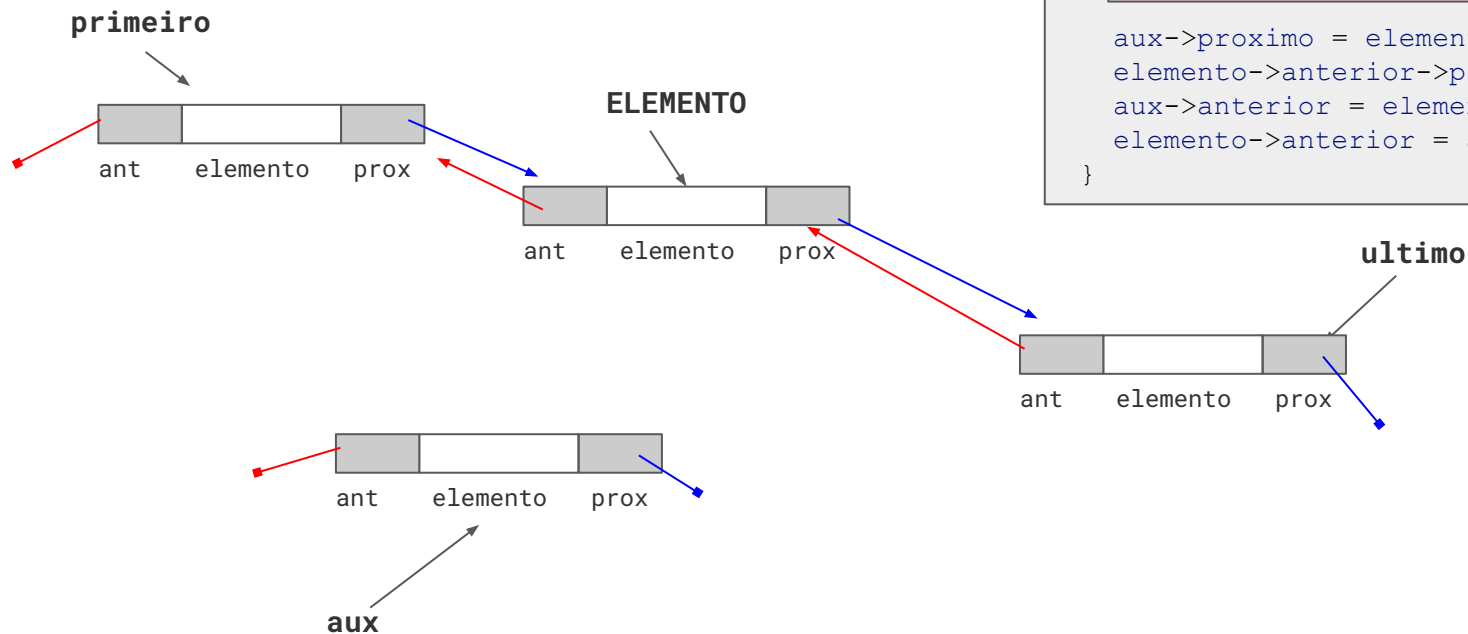 primeiro
ant elemento prox
ELEMENTO
ant elemento prox
aux->proximo = elemen
elemento->anterior->p
aux->anterior = eleme
elemento->anterior =
}
ultimo
ant elemento prox
ant elemento prox
aux